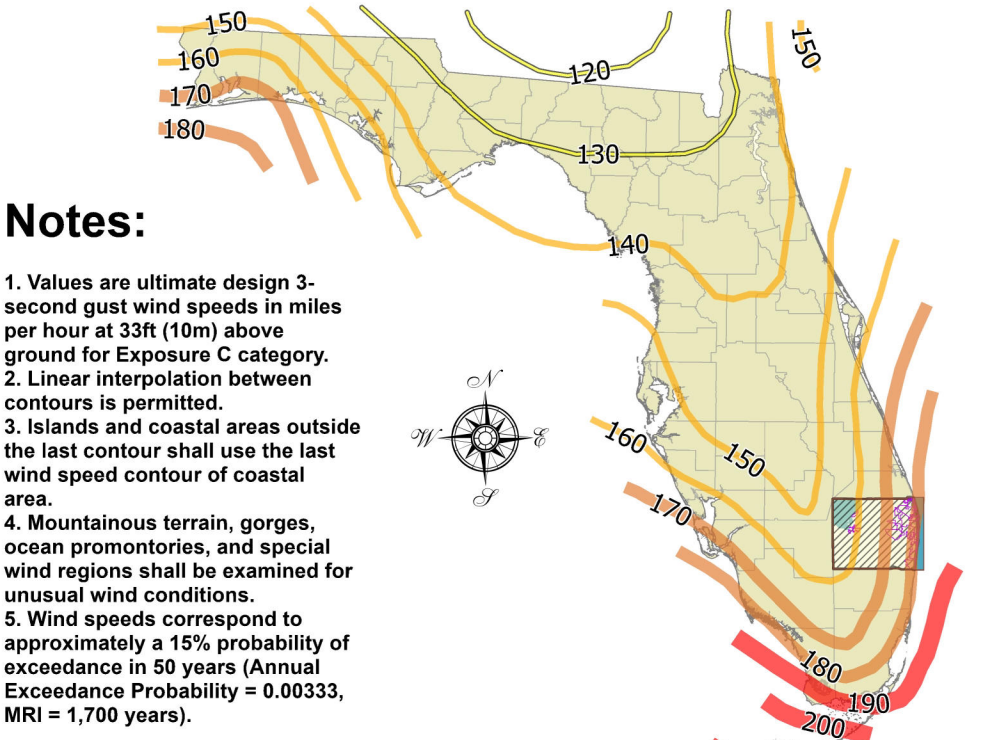 150
150
160
120
170
180
130
Notes:
140
1. Values are ultimate design 3-
second gust wind speeds in miles
per hour at 33ft (10m) above
ground for Exposure C category.
2. Linear interpolation between
contours is permitted.
3. Islands and coastal areas outside
the last contour shall use the last
wind speed contour of coastal
area.
4. Mountainous terrain, gorges,
ocean promontories, and special
wind regions shall be examined for
unusual wind conditions.
5. Wind speeds correspond to
approximately a 15% probability of
exceedance in 50 years (Annual
Exceedance Probability = 0.00333,
MRI = 1,700 years).
N
W
E
S
160
150
170
180
190
200